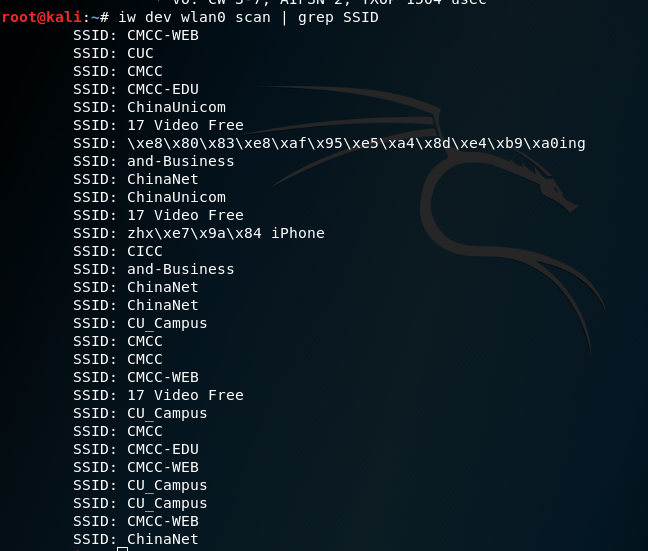 root@kali:~# iw dev wlan0 scan | grep SSID
SSID: CMCC-WEB
SSID: CUC
SSID: CMCC
SSID: CMCC-EDU
SSID: ChinaUnicom
SSID: 17 Video Free
SSID: \xe8\x80\x83\xe8\xaf\x95\xe5\xa4\x8d\xe4\xb9\xa0ing
SSID: and-Business
SSID: ChinaNet
SSID: ChinaUnicom
SSID: 17 Video Free
SSID: zhx\xe7\x9a\x84 iPhone
SSID: CICC
SSID: and-Business
SSID: ChinaNet
SSID: ChinaNet
SSID: CU_Campus
SSID: CMCC
SSID: CMCC
SSID: CMCC-WEB
SSID: 17 Video Free
SSID: CU_Campus
SSID: CMCC
SSID: CMCC-EDU
SSID: CMCC-WEB
SSID: CU_Campus
SSID: CU_Campus
SSID: CMCC-WEB
SSID: ChinaNet